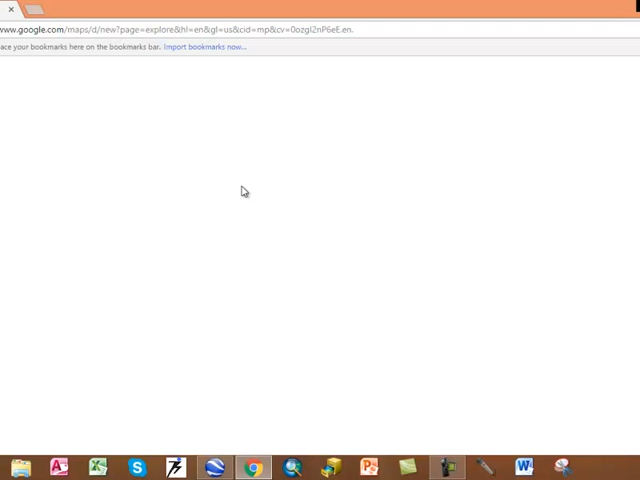 www.google.com/maps/d/new?page=explore&hl=en&gl=us&cid=mp&cv=0ozgI2nP6eE.en.
ace your bookmarks here on the bookmarks bar. Import bookmarks now...